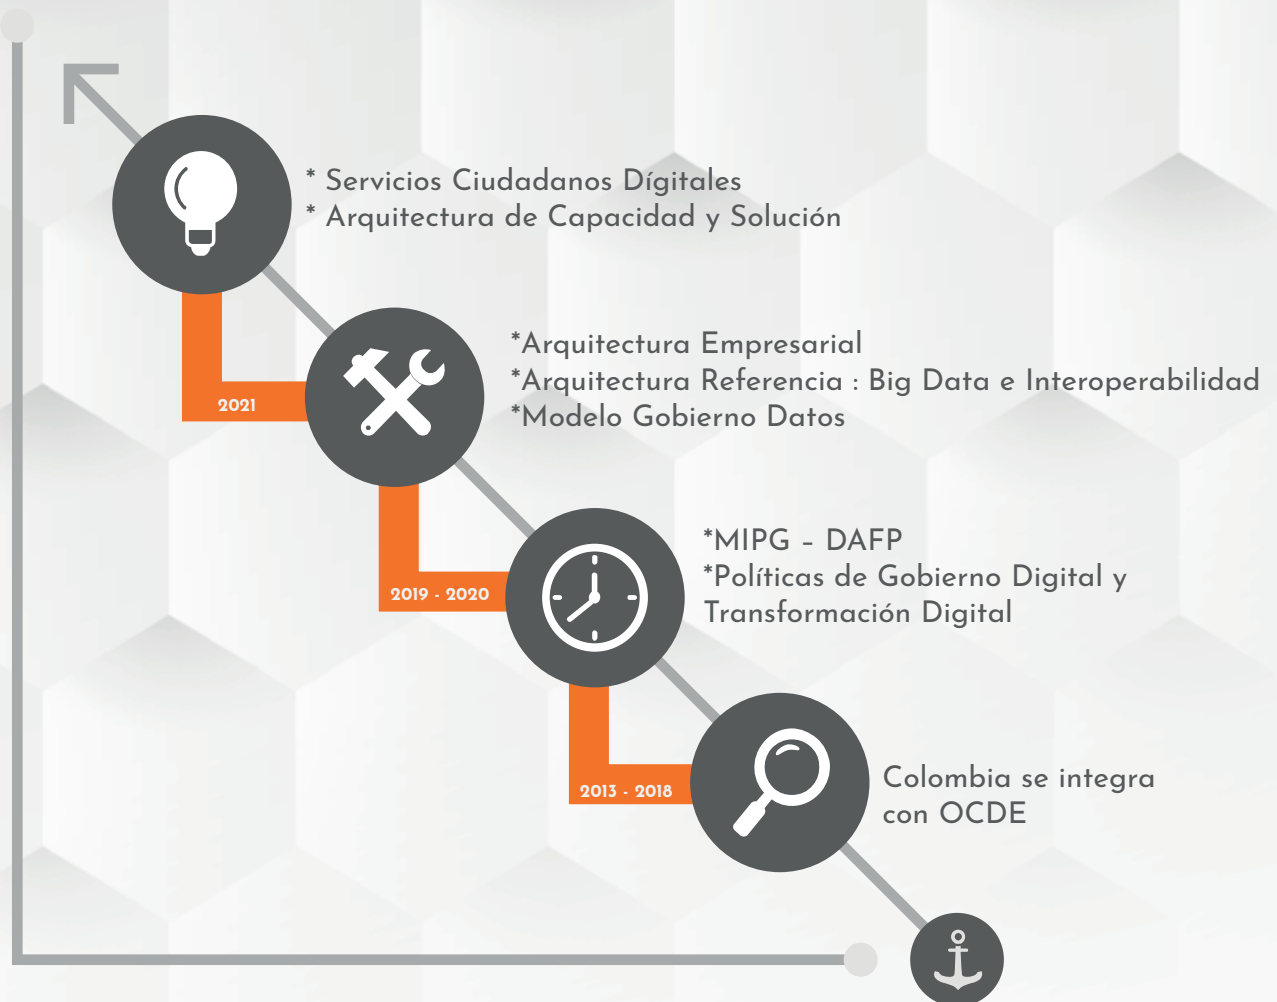 * Servicios Ciudadanos Dígitales
* Arquitectura de Capacidad y Solución
2021
*Arquitectura Empresarial
*Arquitectura Referencia : Big Data e Interoperabilidad
*Modelo Gobierno Datos
2019 - 2020
*MIPG – DAFP
*Políticas de Gobierno Digital y
Transformación Digital
2013 - 2018
Colombia se integra
con OCDE